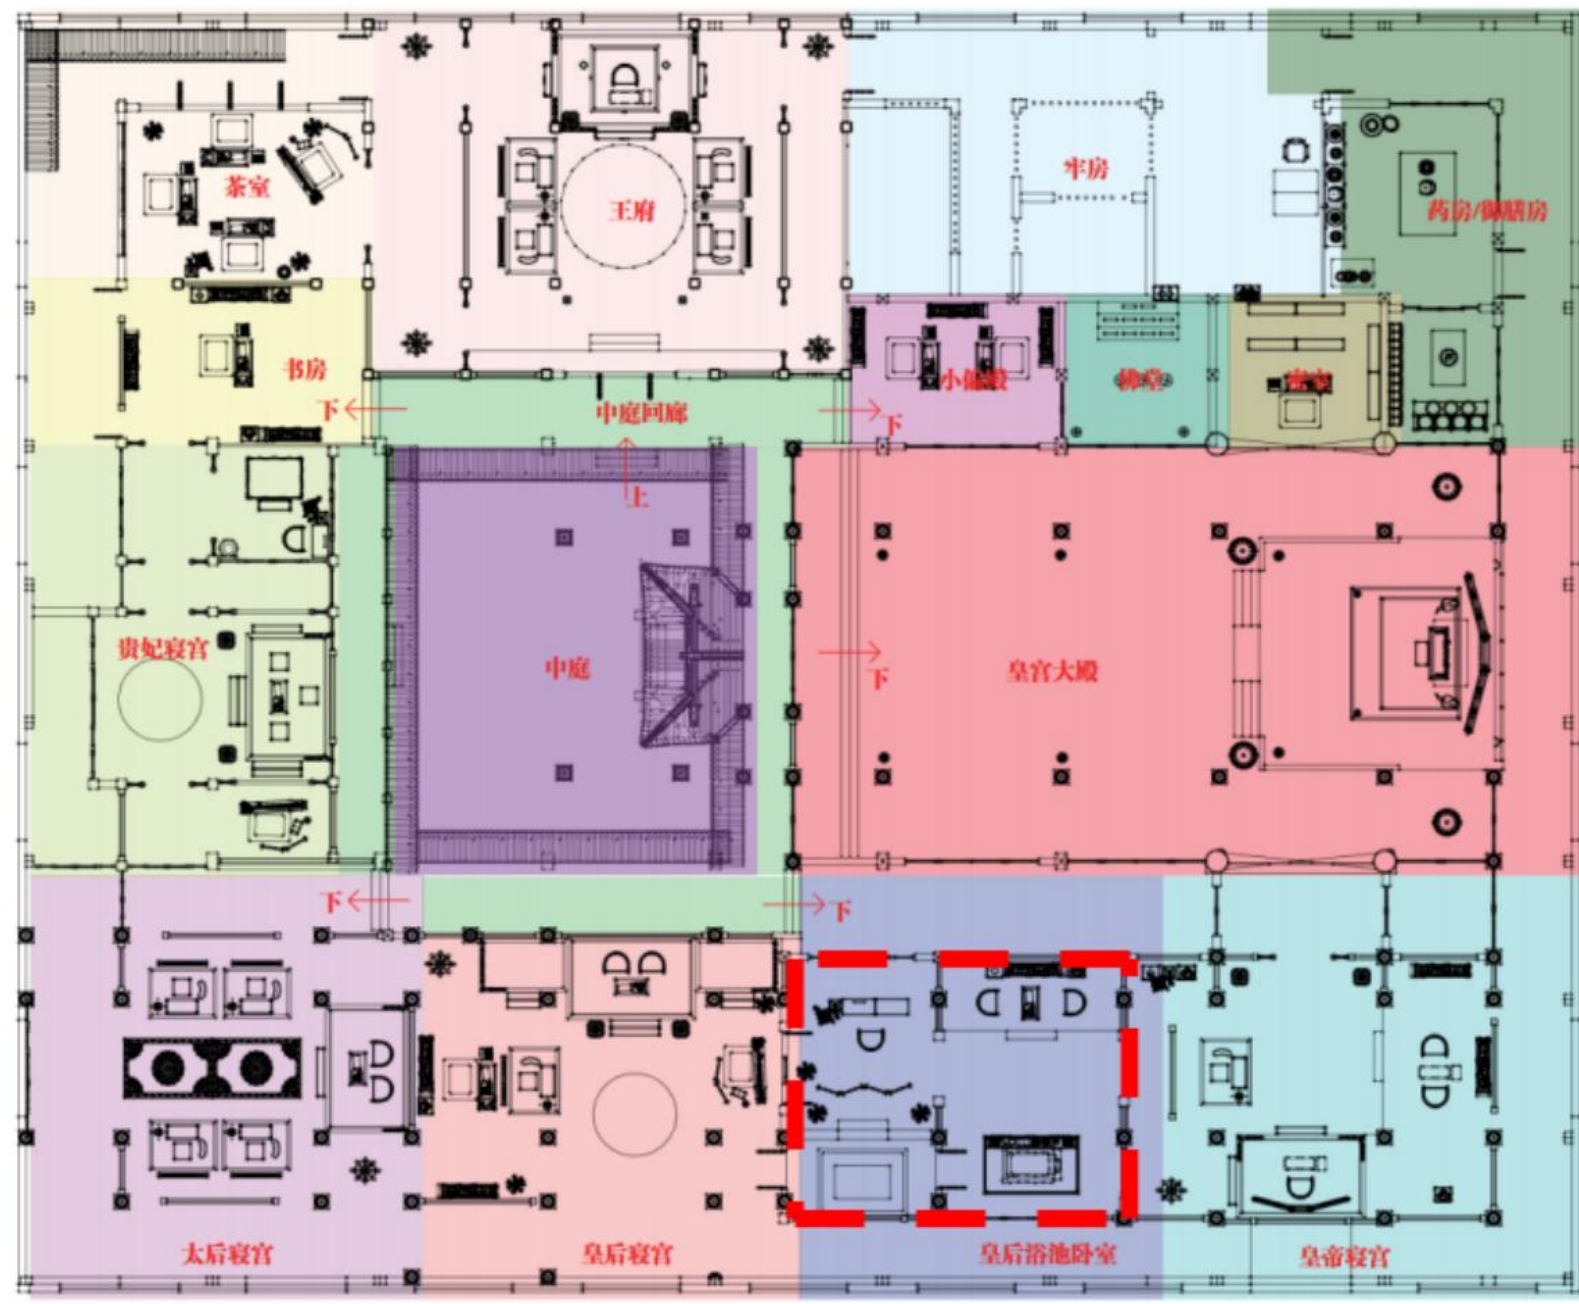 茶室
王府
牢房
药房/御膳房
书房
小偏殿
佛堂
密室
下
中庭回廊
下
上
贵妃寝宫
中庭
下
皇宫大殿
下
下
太后寝宫
皇后寝宫
皇后浴池卧室
皇帝寝宫